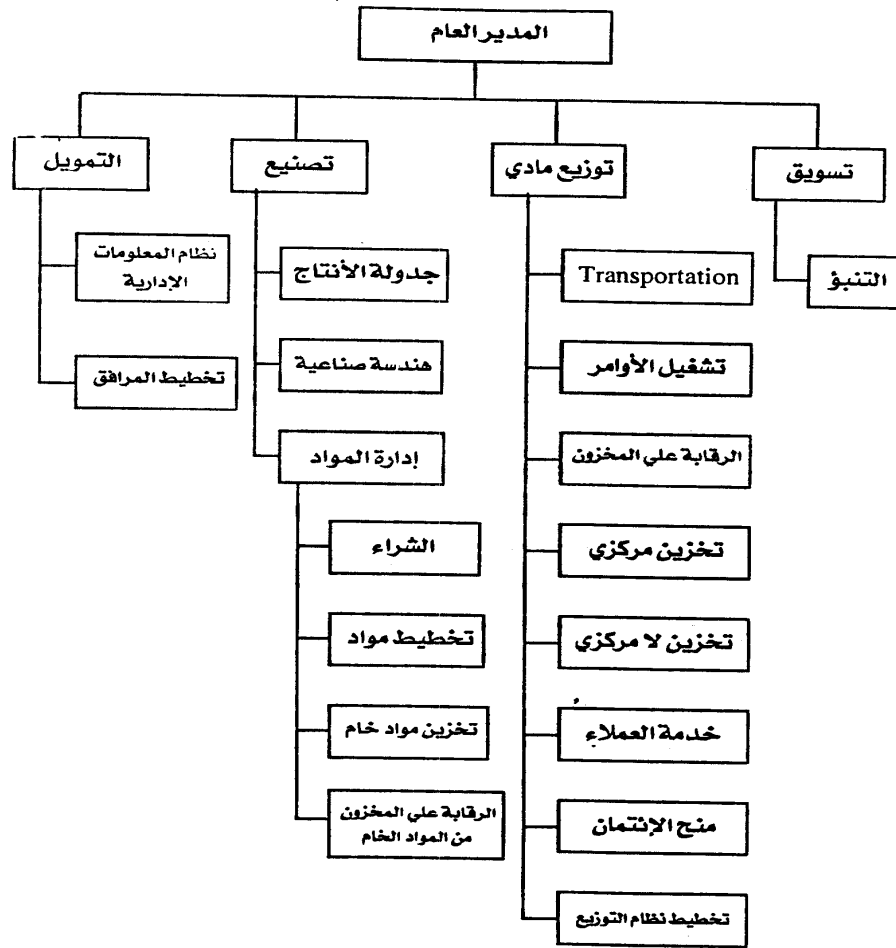 المدير العام
تسويق
التنبؤ
توزيع مادي
Transportation
تشغيل الأوامر
الرقابة علي المخزون
تخزين مركزي
تخزين لا مركزي
خدمة العملاء
منح الإئتمان
تخطيط نظام التوزيع
تصنيع
جدولة الأنتاج
هندسة صناعية
إدارة المواد
الشراء
تخطيط مواد
تخزين مواد خام
الرقابة علي المخزون
من المواد الخام
التمويل
نظام المعلومات
الإدارية
تخطيط المرافق